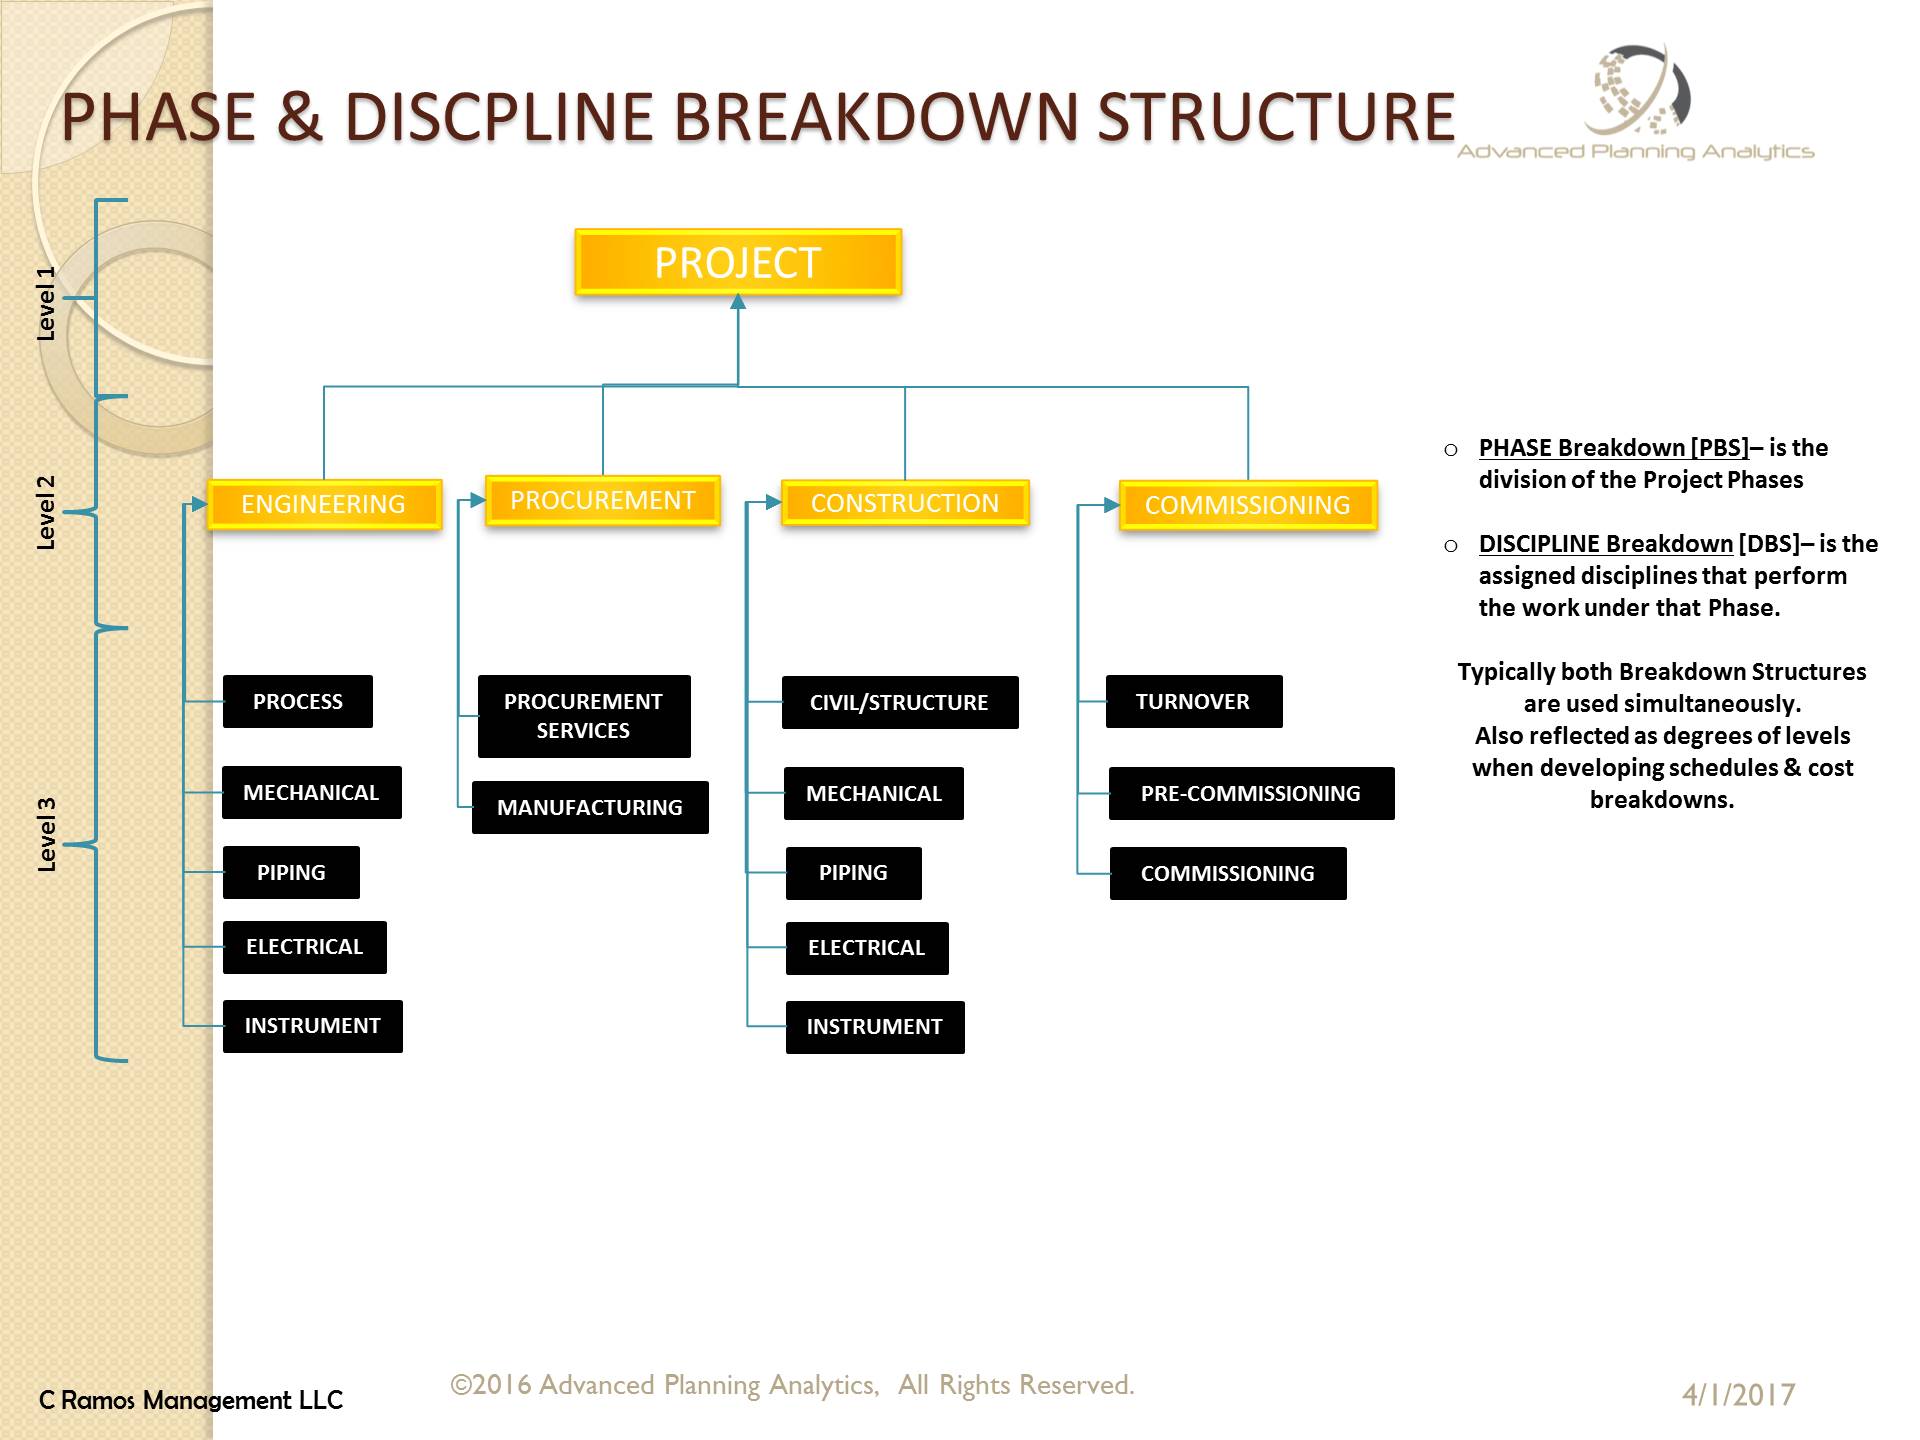 PHASE & DISCPLINE BREAKDOWN STRUCTURE
Advanced Planning Analytics
Level 1
PROJECT
Level 2
ENGINEERING
PROCUREMENT
CONSTRUCTION
COMMISSIONING
Level 3
PROCESS
MECHANICAL
PIPING
ELECTRICAL
INSTRUMENT
PROCUREMENT
SERVICES
MANUFACTURING
CIVIL/STRUCTURE
MECHANICAL
PIPING
ELECTRICAL
INSTRUMENT
TURNOVER
PRE-COMMISSIONING
COMMISSIONING
o PHASE Breakdown [PBS]– is the
division of the Project Phases
o DISCIPLINE Breakdown [DBS]– is the
assigned disciplines that perform
the work under that Phase.
Typically both Breakdown Structures
are used simultaneously.
Also reflected as degrees of levels
when developing schedules & cost
breakdowns.
C Ramos Management LLC
©2016 Advanced Planning Analytics, All Rights Reserved.
4/1/2017